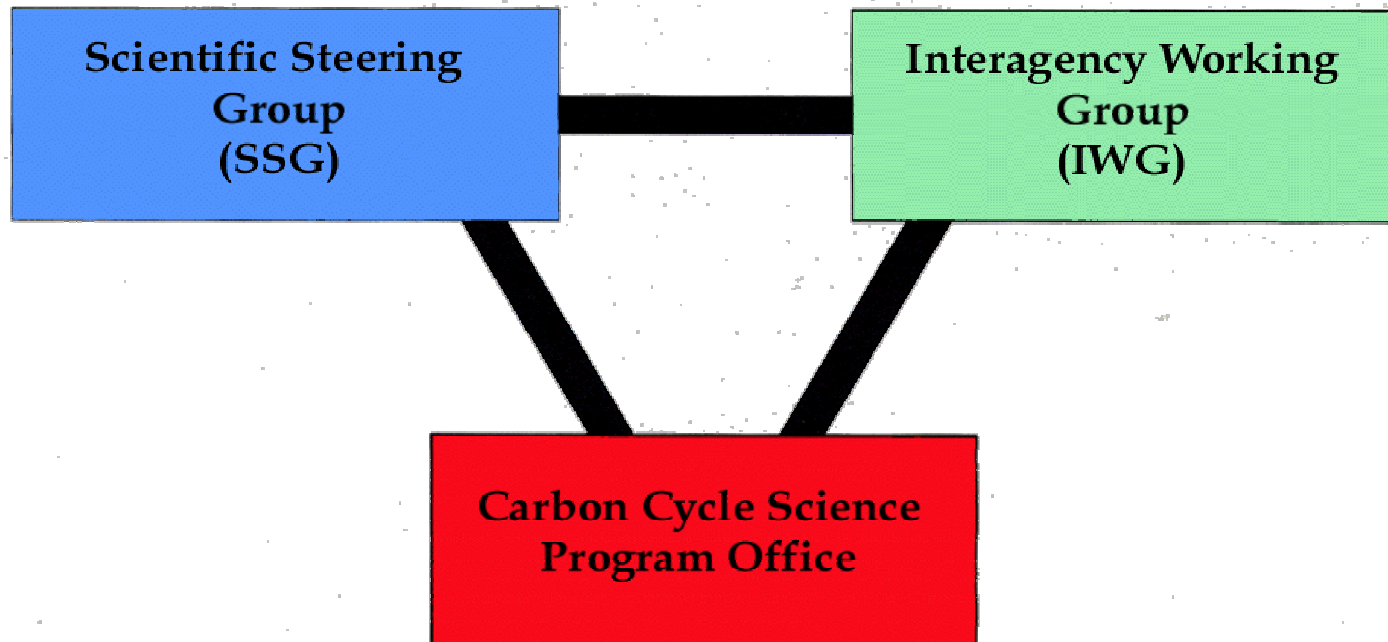 Scientific Steering
Group
(SSG)
Interagency Working
Group
(IWG)
Carbon Cycle Science
Program Office